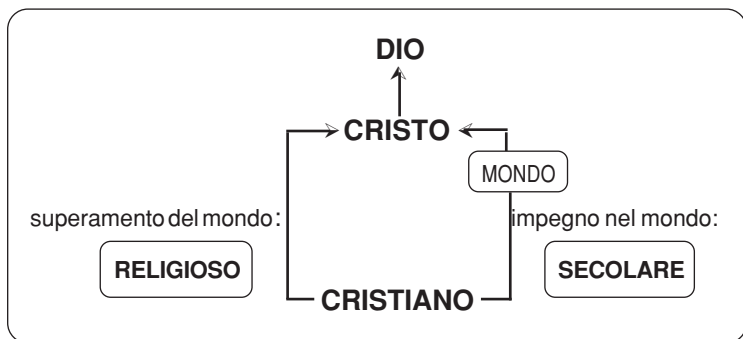 DIO
CRISTO
MONDO
superamento del mondo:
impegno nel mondo:
RELIGIOSO
SECOLARE
CRISTIANO